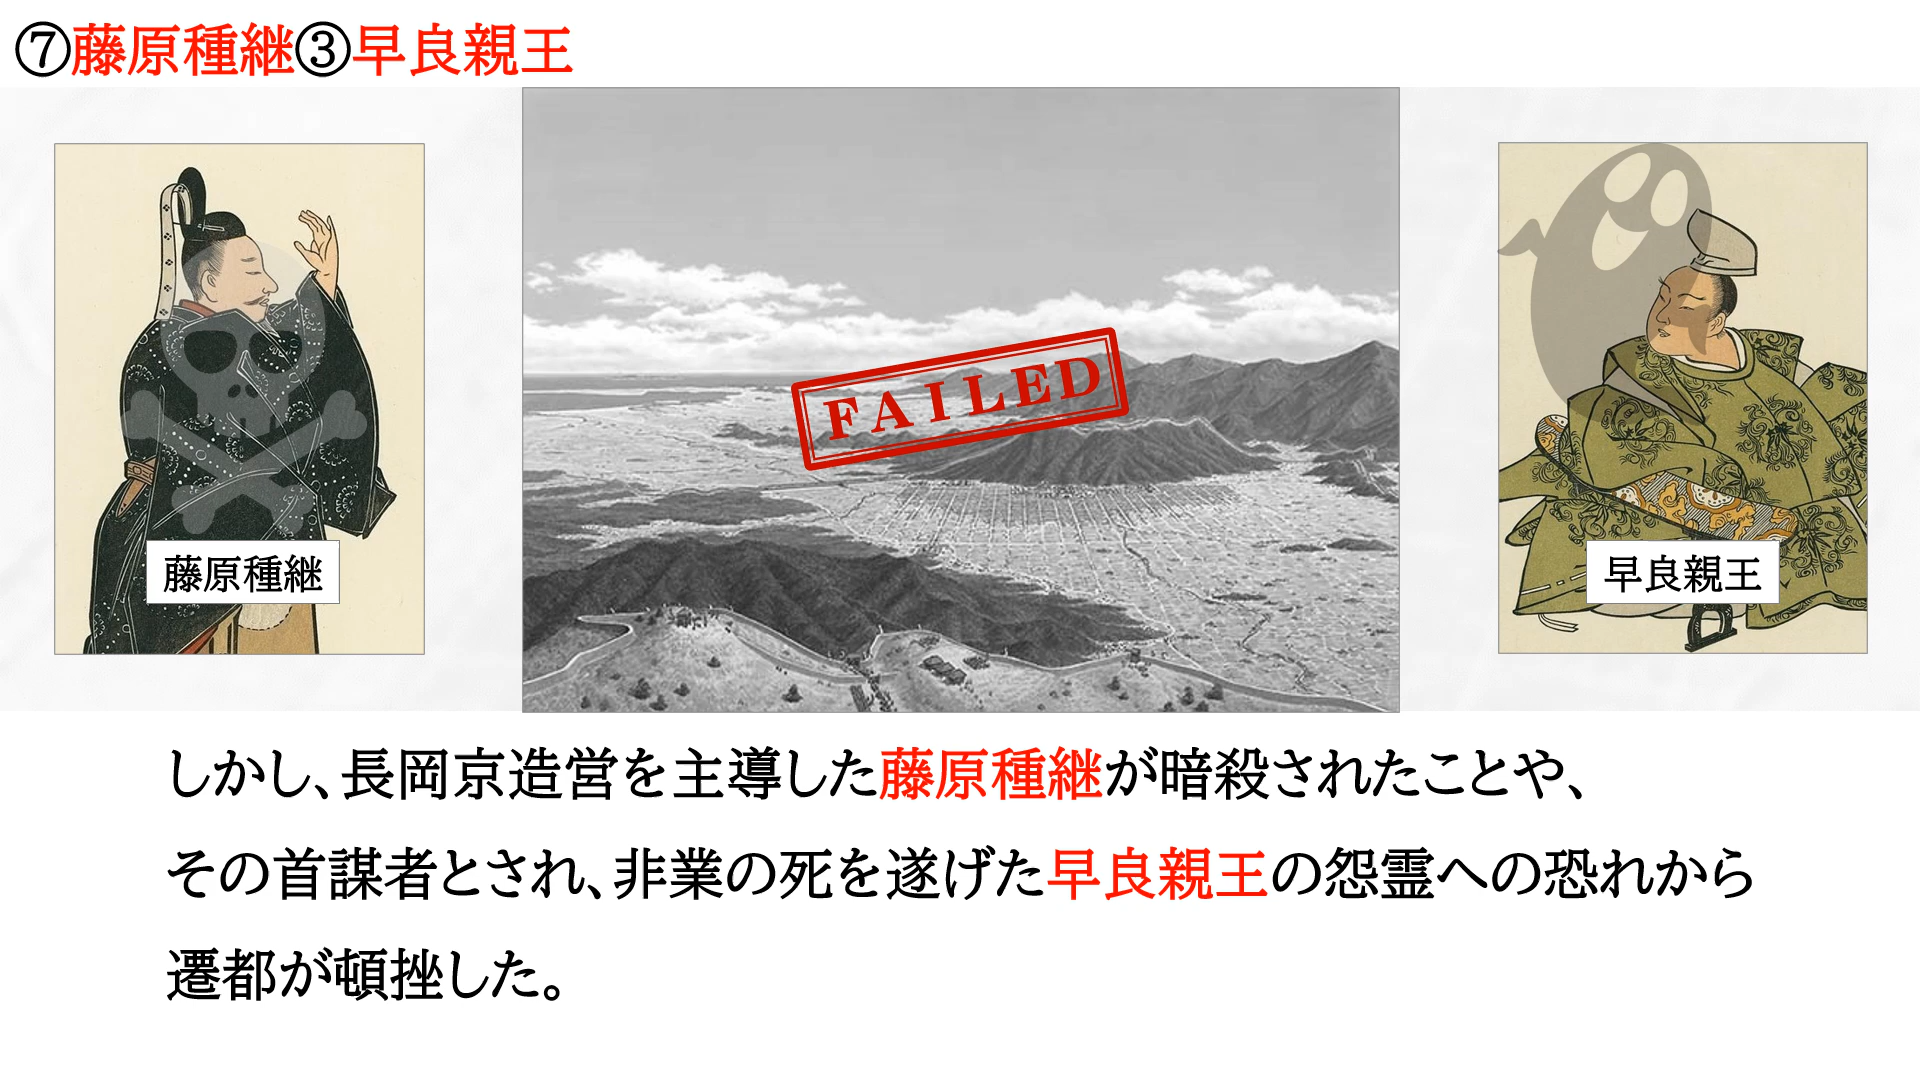 ⑦藤原種継③早良親王
FAILED
藤原種継
早良親王
しかし、長岡京造営を主導した藤原種継が暗殺されたことや、
その首謀者とされ、非業の死を遂げた早良親王の怨霊への恐れから
遷都が頓挫した。